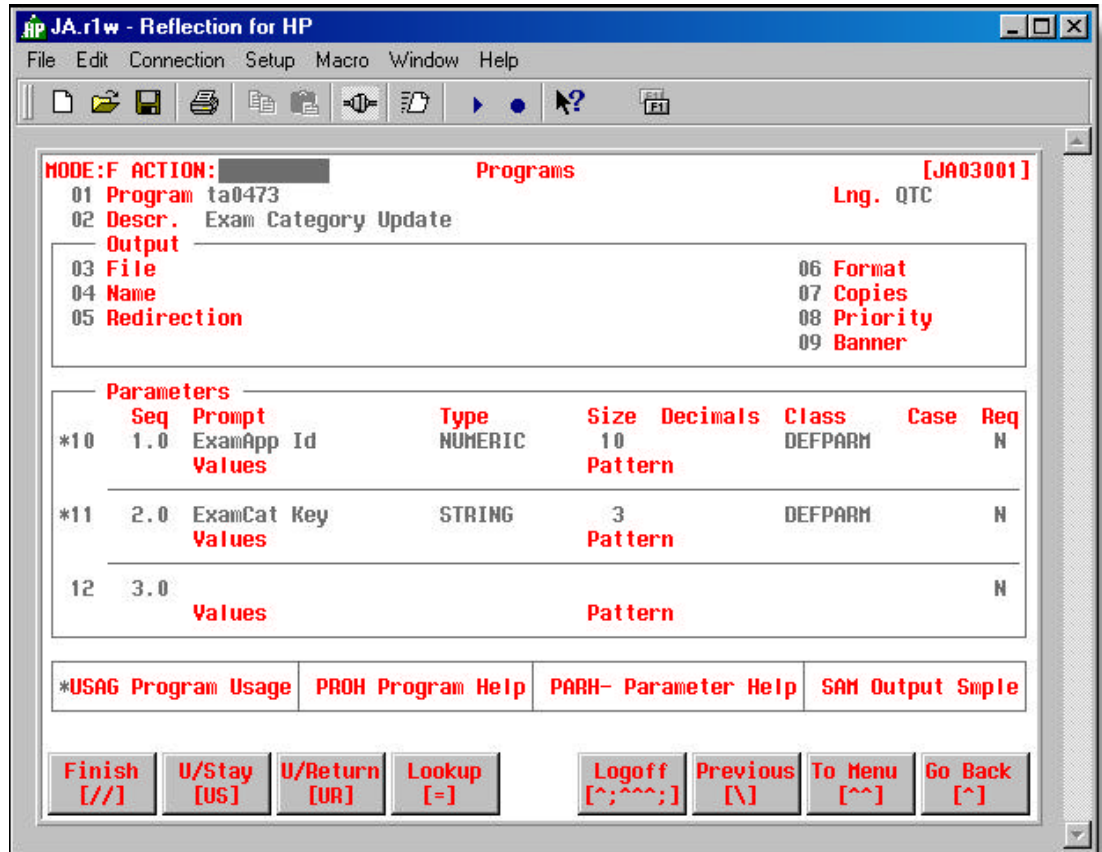 JA.r1w - Reflection for HP
File Edit Connection Setup Macro Window Help
MODE:F ACTION: Programs [JA03001]
01 Program ta0473 Lng. QTC
02 Descr. Exam Category Update
Output
03 File 06 Format
04 Name 07 Copies
05 Redirection 08 Priority
09 Banner
Parameters
Seq Prompt Type Size Decimals Class Case Req
*10 1.0 ExamApp Id NUMERIC 10 DEFPARM N
Values Pattern
*11 2.0 ExamCat Key STRING 3 DEFPARM N
Values Pattern
12 3.0 N
Values Pattern
*USAG Program Usage PROH Program Help PARH- Parameter Help SAM Output Smple
Finish U/Stay U/Return Lookup Logoff Previous To Menu Go Back
[//] [US] [UR] [=] [^;^^^;] [\] [^^] [^]